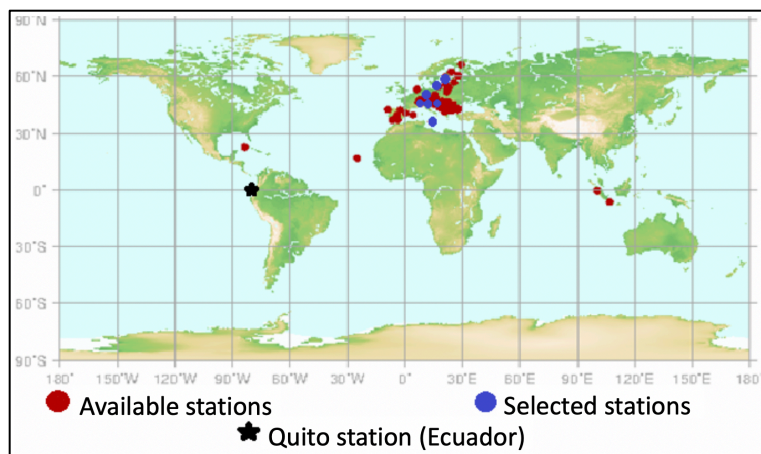 90°N
60°N
30°N
0°
30°S
60°S
90°S
180° 150°W 120°W 90°W 60°W 30°W 0° 30°E 60°E 90°E 120°E 150°E 180°
Available stations Selected stations
Quito station (Ecuador)